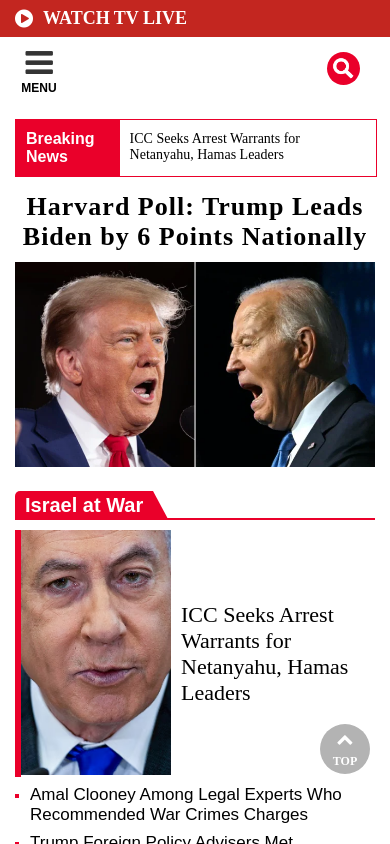 WATCH TV LIVE
MENU
Breaking
News
ICC Seeks Arrest Warrants for
Netanyahu, Hamas Leaders
Harvard Poll: Trump Leads
Biden by 6 Points Nationally
Israel at War
ICC Seeks Arrest
Warrants for
Netanyahu, Hamas
Leaders
TOP
Amal Clooney Among Legal Experts Who
Recommended War Crimes Charges
Trump Foreign Policy Advisers Met